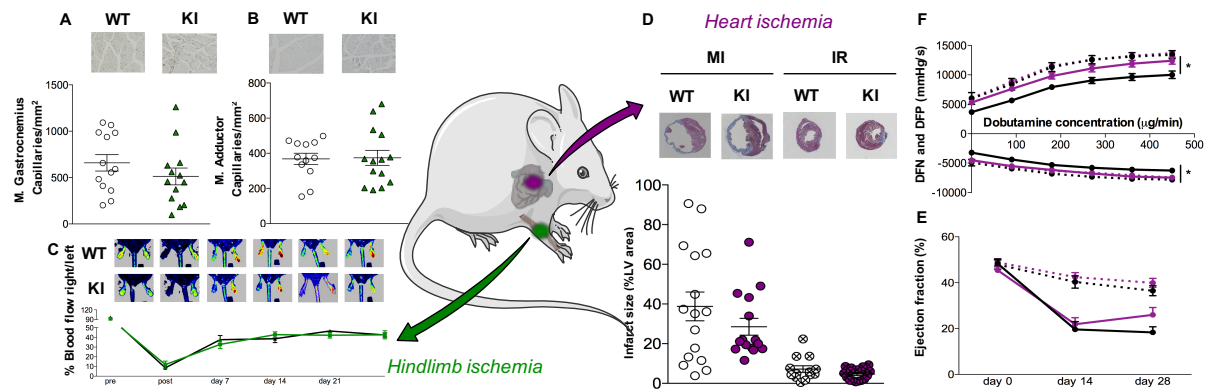 A
WT
KI
M. Gastrocnemius
Capillaries/mm²
1500
1000
500
0
B
WT
KI
M. Adductor
Capillaries/mm²
800
600
400
200
0
C
WT
KI
% Blood flow right/left
120
90
60
50
40
30
20
10
0
pre
post
day 7
day 14
day 21
Hindlimb ischemia
D
Heart ischemia
MI
IR
WT
KI
WT
KI
Infarct size (%LV area)
100
80
60
40
20
0
F
DFN and DFP (mmHg/s)
15000
10000
5000
0
-5000
-10000
Dobutamine concentration (µg/min)
100
200
300
400
500
*
*
E
Ejection fraction (%)
60
40
20
0
day 0
day 14
day 28